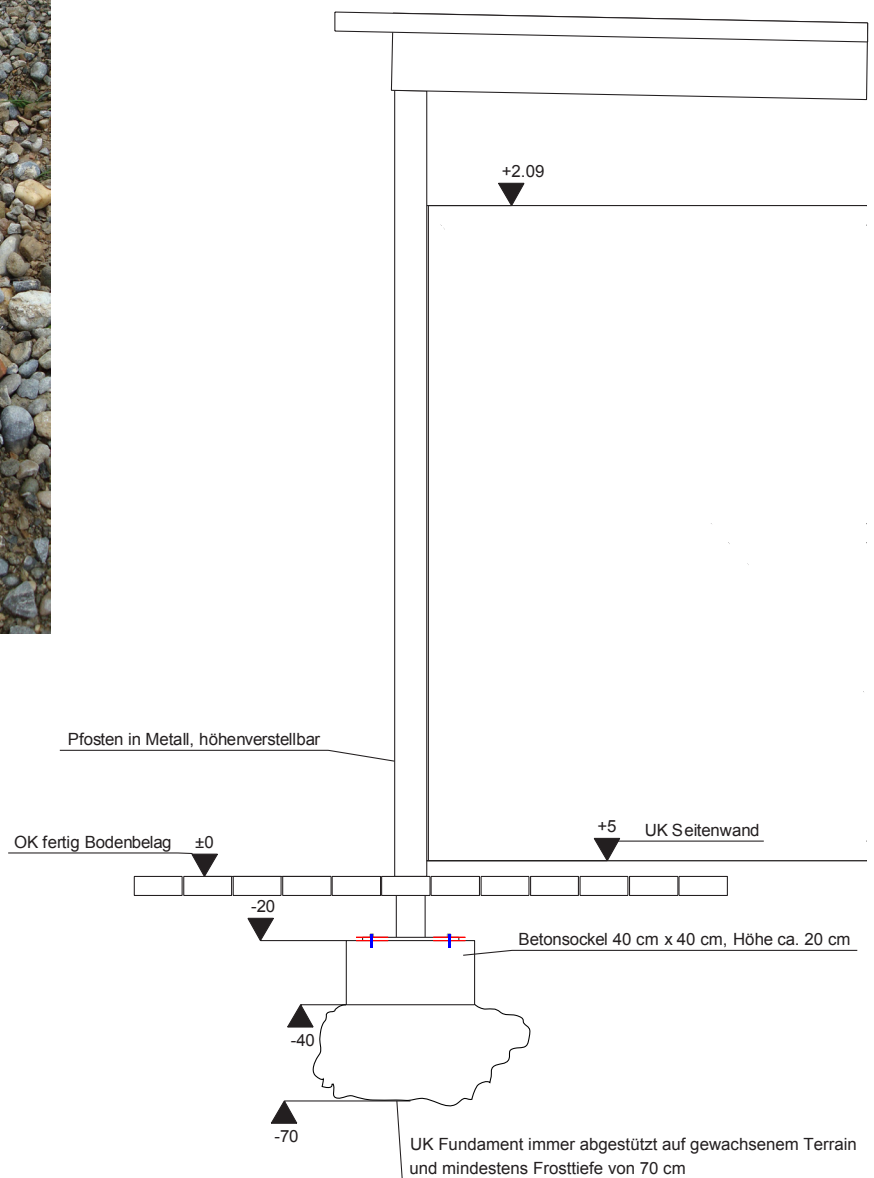 +2.09
Pfosten in Metall, höhenverstellbar
+5 UK Seitenwand
OK fertig Bodenbelag ±0
-20
Betonsockel 40 cm x 40 cm, Höhe ca. 20 cm
-40
-70
UK Fundament immer abgestützt auf gewachsenem Terrain
und mindestens Frosttiefe von 70 cm